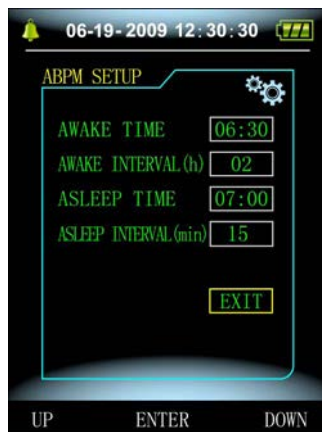 06-19-2009 12:30:30
ABPM SETUP
AWAKE TIME 06:30
AWAKE INTERVAL(h) 02
ASLEEP TIME 07:00
ASLEEP INTERVAL(min) 15
EXIT
UP ENTER DOWN